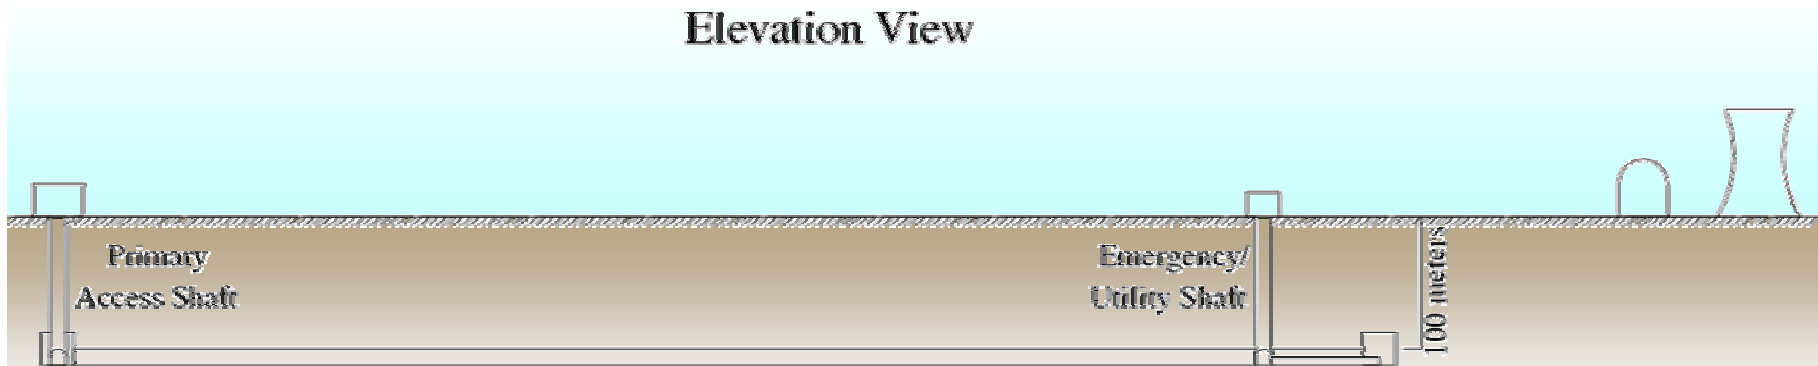 Elevation View
Primary
Access Shaft
Emergency/
Utility Shaft
100 meters